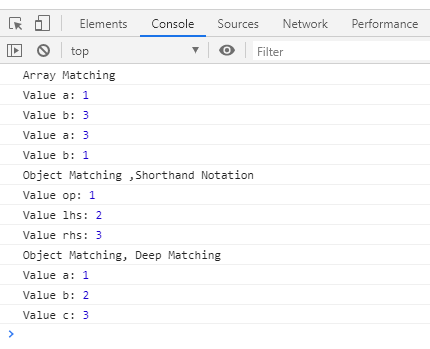 Elements Console Sources Network Performance
top Filter
Array Matching
Value a: 1
Value b: 3
Value a: 3
Value b: 1
Object Matching ,Shorthand Notation
Value op: 1
Value lhs: 2
Value rhs: 3
Object Matching, Deep Matching
Value a: 1
Value b: 2
Value c: 3